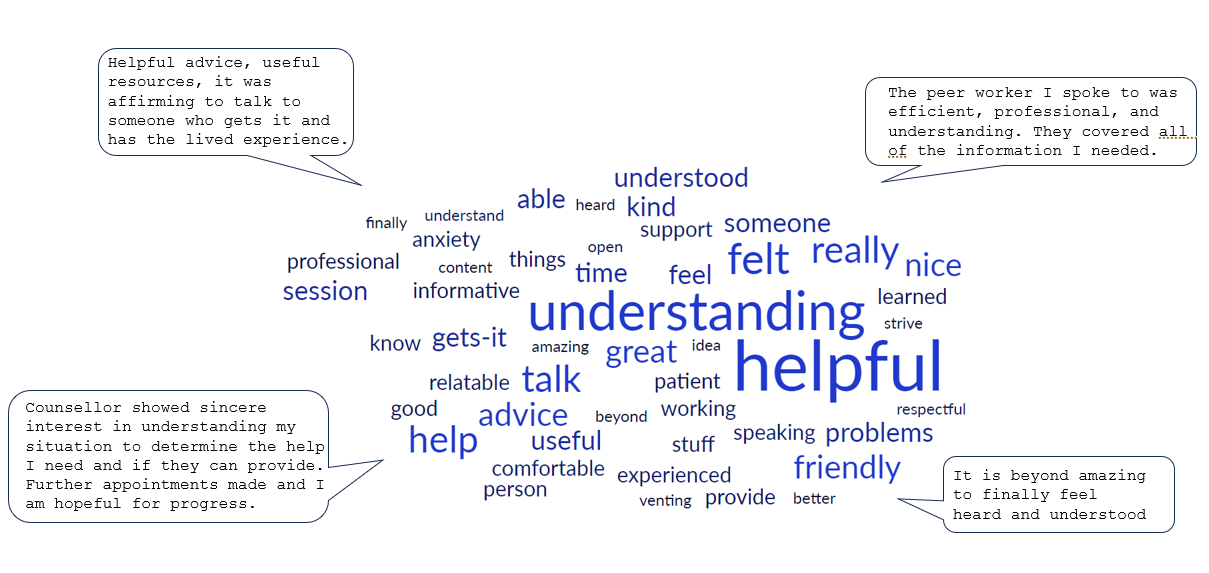 Helpful advice, useful
resources, it was
affirming to talk to
someone who gets it and
has the lived experience.
The peer worker I spoke to was
efficient, professional, and
understanding. They covered all
of the information I needed.
understood
able heard kind
finally understand support someone
anxiety open felt really
professional content things time feel nice
session informative understanding learned
strive
know gets-it amazing great idea helpful
relatable talk patient
good advice beyond working respectful
help useful stuff speaking problems
comfortable experienced friendly
person venting provide better
Counsellor showed sincere
interest in understanding my
situation to determine the help
I need and if they can provide.
Further appointments made and I
am hopeful for progress.
It is beyond amazing
to finally feel
heard and understood